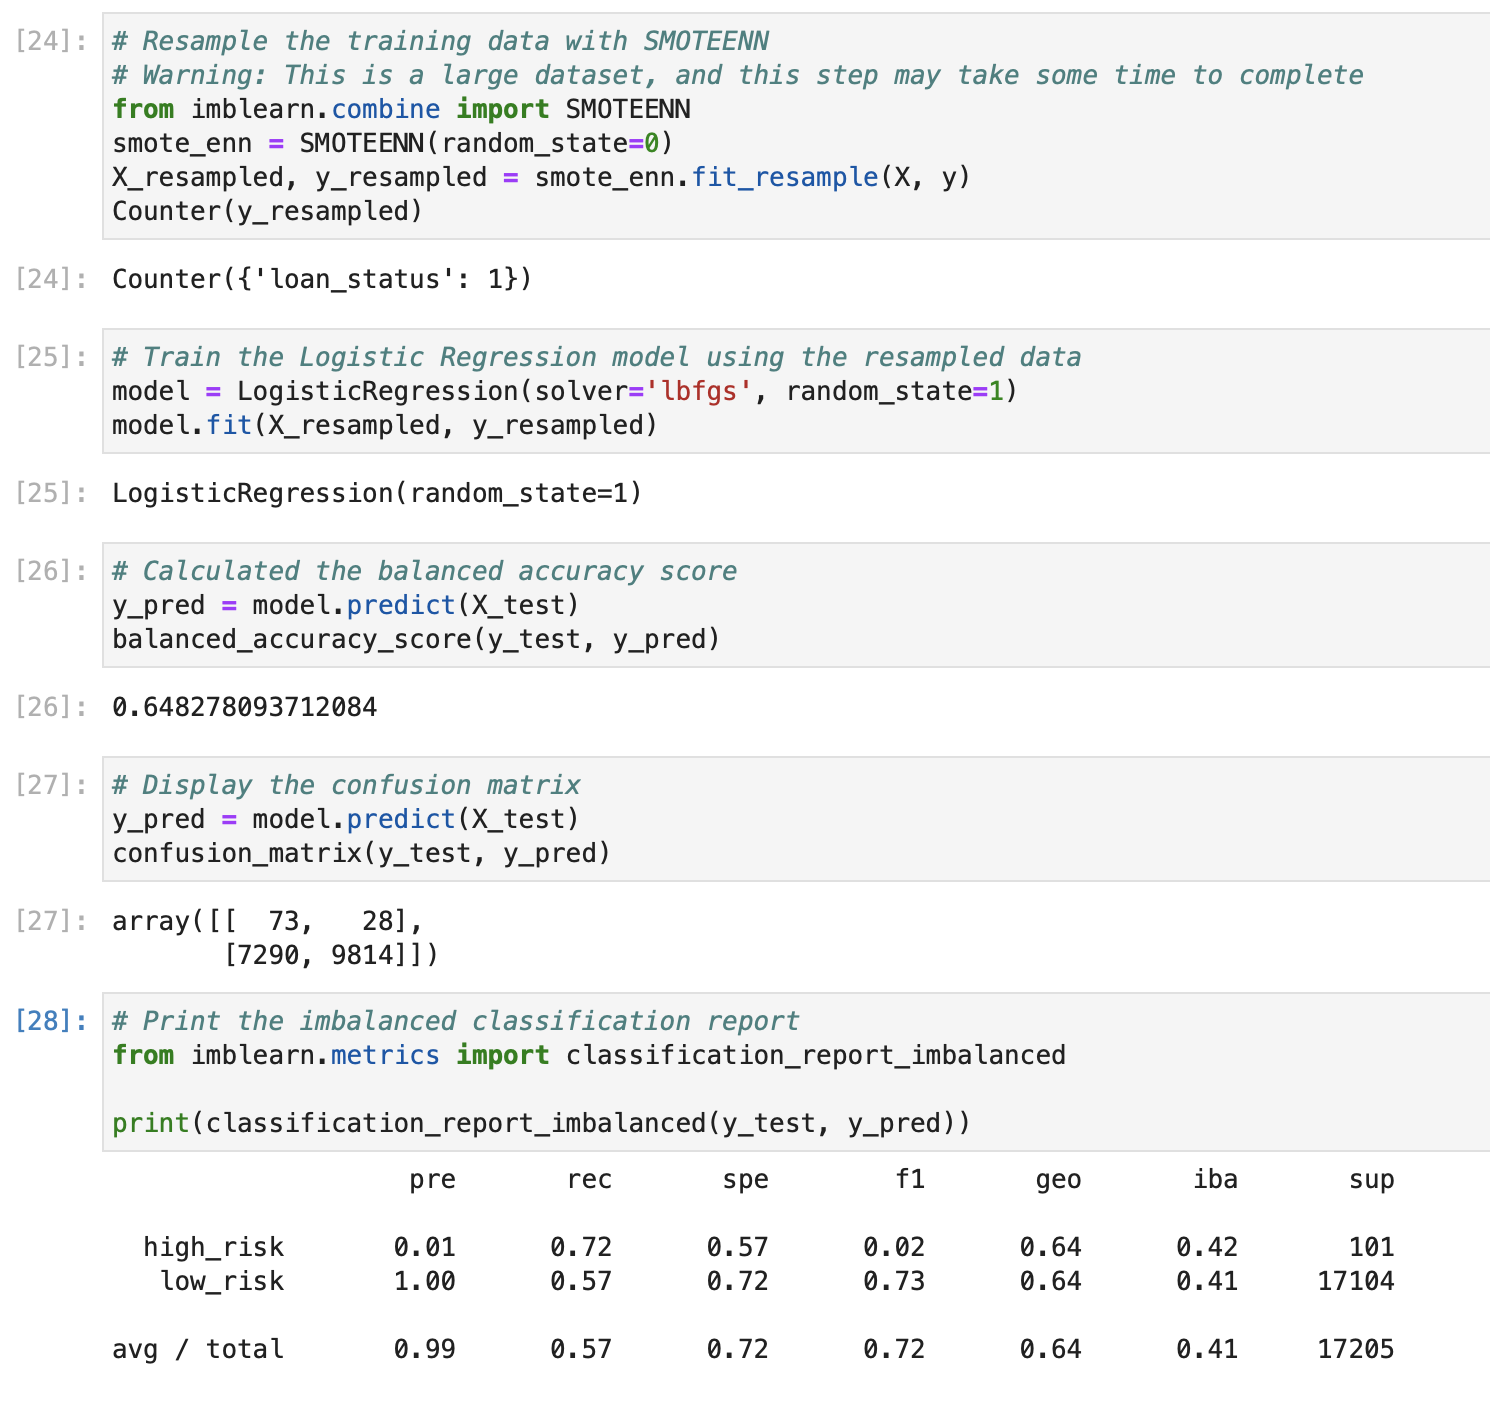 [24]: # Resample the training data with SMOTEENN
# Warning: This is a large dataset, and this step may take some time to complete
from imblearn.combine import SMOTEENN
smote_enn = SMOTEENN(random_state=0)
X_resampled, y_resampled = smote_enn.fit_resample(X, y)
Counter(y_resampled)
[24]: Counter({'loan_status': 1})
[25]: # Train the Logistic Regression model using the resampled data
model = LogisticRegression(solver='lbfgs', random_state=1)
model.fit(X_resampled, y_resampled)
[25]: LogisticRegression(random_state=1)
[26]: # Calculated the balanced accuracy score
y_pred = model.predict(X_test)
balanced_accuracy_score(y_test, y_pred)
[26]: 0.648278093712084
[27]: # Display the confusion matrix
y_pred = model.predict(X_test)
confusion_matrix(y_test, y_pred)
[27]: array([[  73,   28],
       [7290, 9814]])
[28]: # Print the imbalanced classification report
from imblearn.metrics import classification_report_imbalanced
print(classification_report_imbalanced(y_test, y_pred))
pre rec spe f1 geo iba sup
high_risk 0.01 0.72 0.57 0.02 0.64 0.42 101
low_risk 1.00 0.57 0.72 0.73 0.64 0.41 17104
avg / total 0.99 0.57 0.72 0.72 0.64 0.41 17205